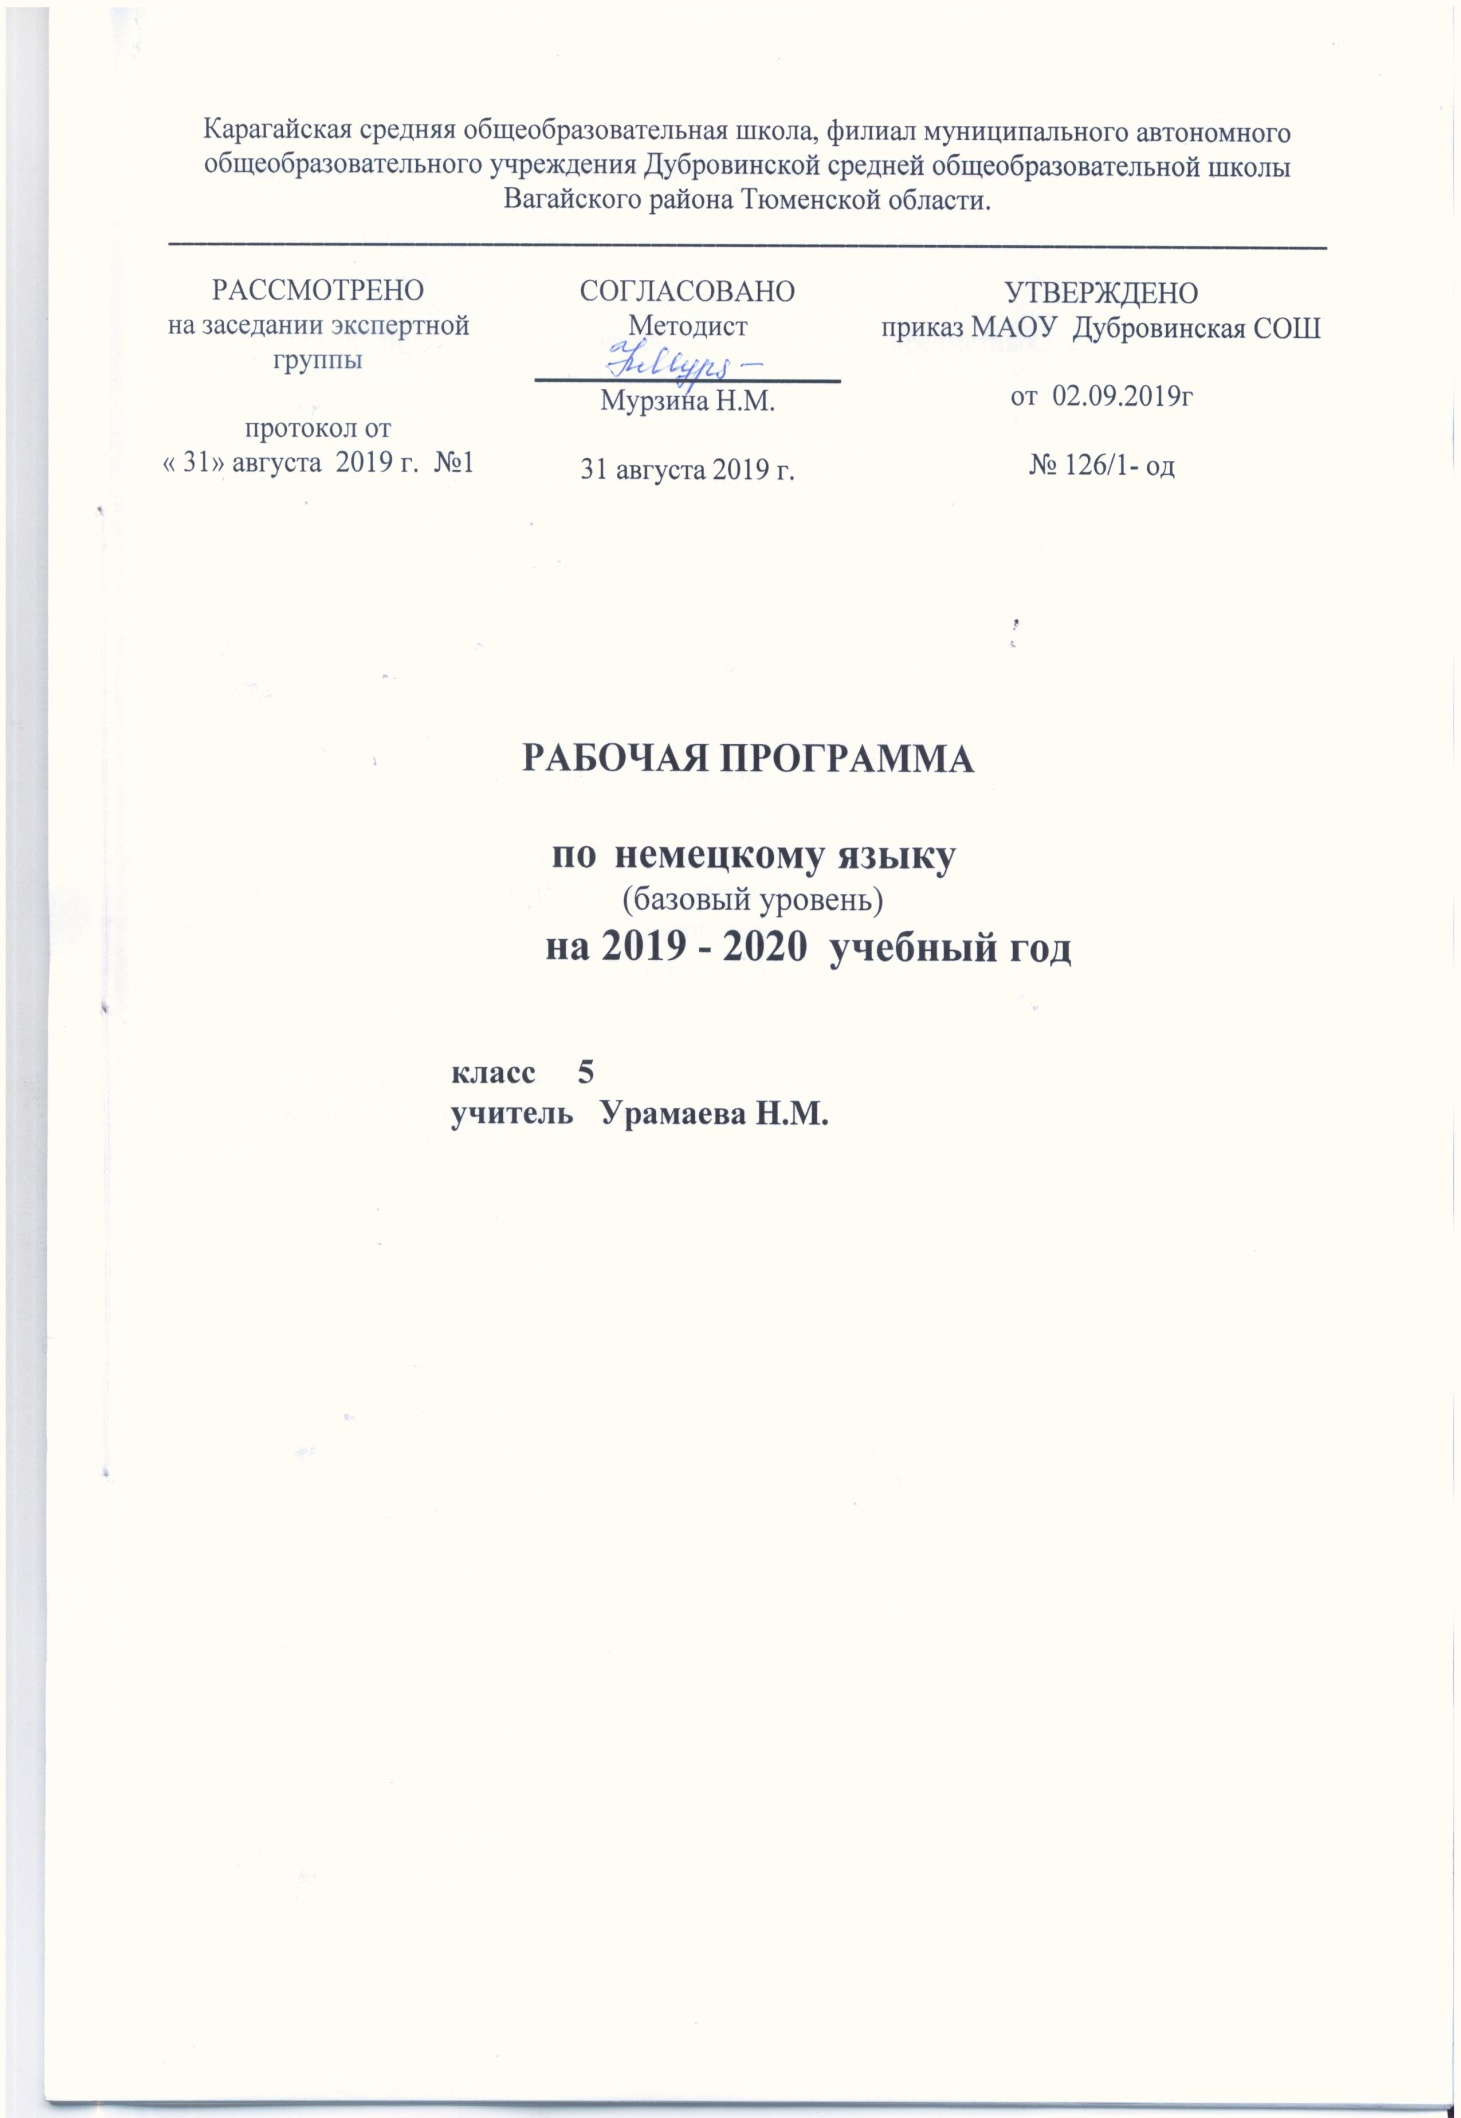 Карагайская средняя общеобразовательная школа, филиал муниципального автономного
общеобразовательного учреждения Дубровинской средней общеобразовательной школы
Вагайского района Тюменской области.
РАССМОТРЕНО
на заседании экспертной
группы
протокол от
« 31» августа 2019 г. №1
СОГЛАСОВАНО
Методист
Мурзина Н.М.
31 августа 2019 г.
УТВЕРЖДЕНО
приказ МАОУ Дубровинская СОШ
от 02.09.2019г
№ 126/1- од
РАБОЧАЯ ПРОГРАММА
по немецкому языку
(базовый уровень)
на 2019 - 2020 учебный год
класс 5
учитель Урамаева Н.М.